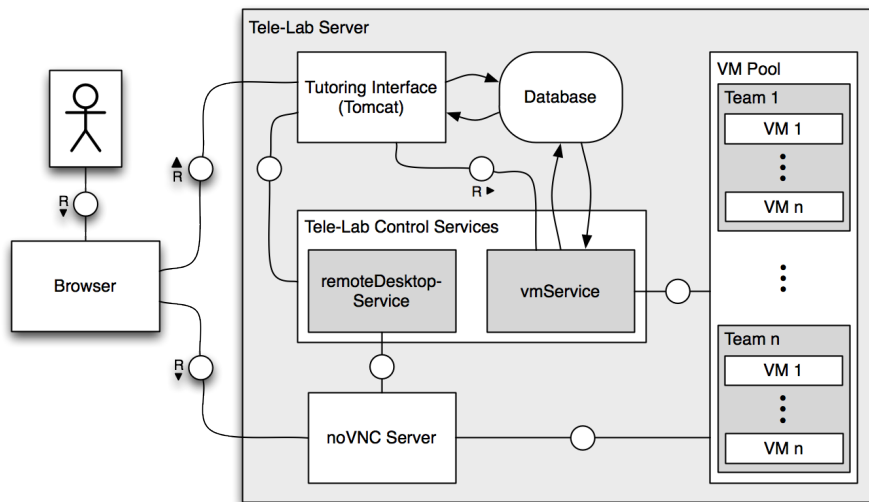 Tele-Lab Server
Tutoring Interface
(Tomcat)
Database
VM Pool
Team 1
VM 1
VM n
R
R
R
Tele-Lab Control Services
remoteDesktop-
Service
vmService
Browser
Team n
VM 1
VM n
R
noVNC Server